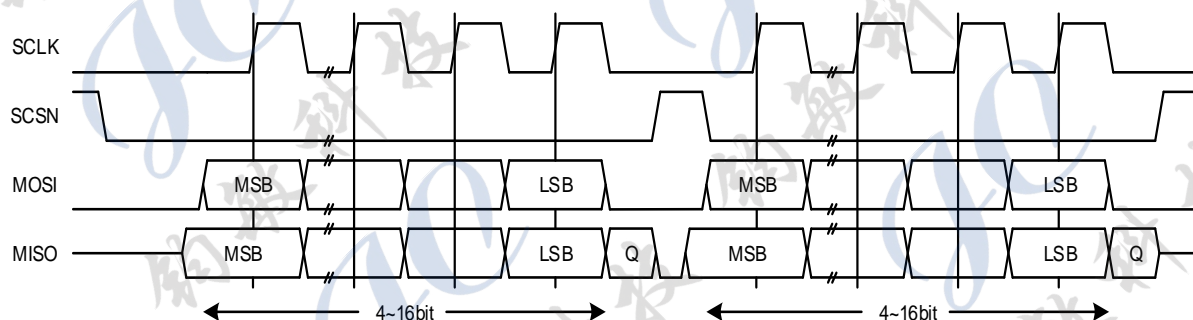 SCLK
SCSN
MOSI MSB LSB MSB LSB
MISO MSB LSB Q MSB LSB Q
4~16bit 4~16bit